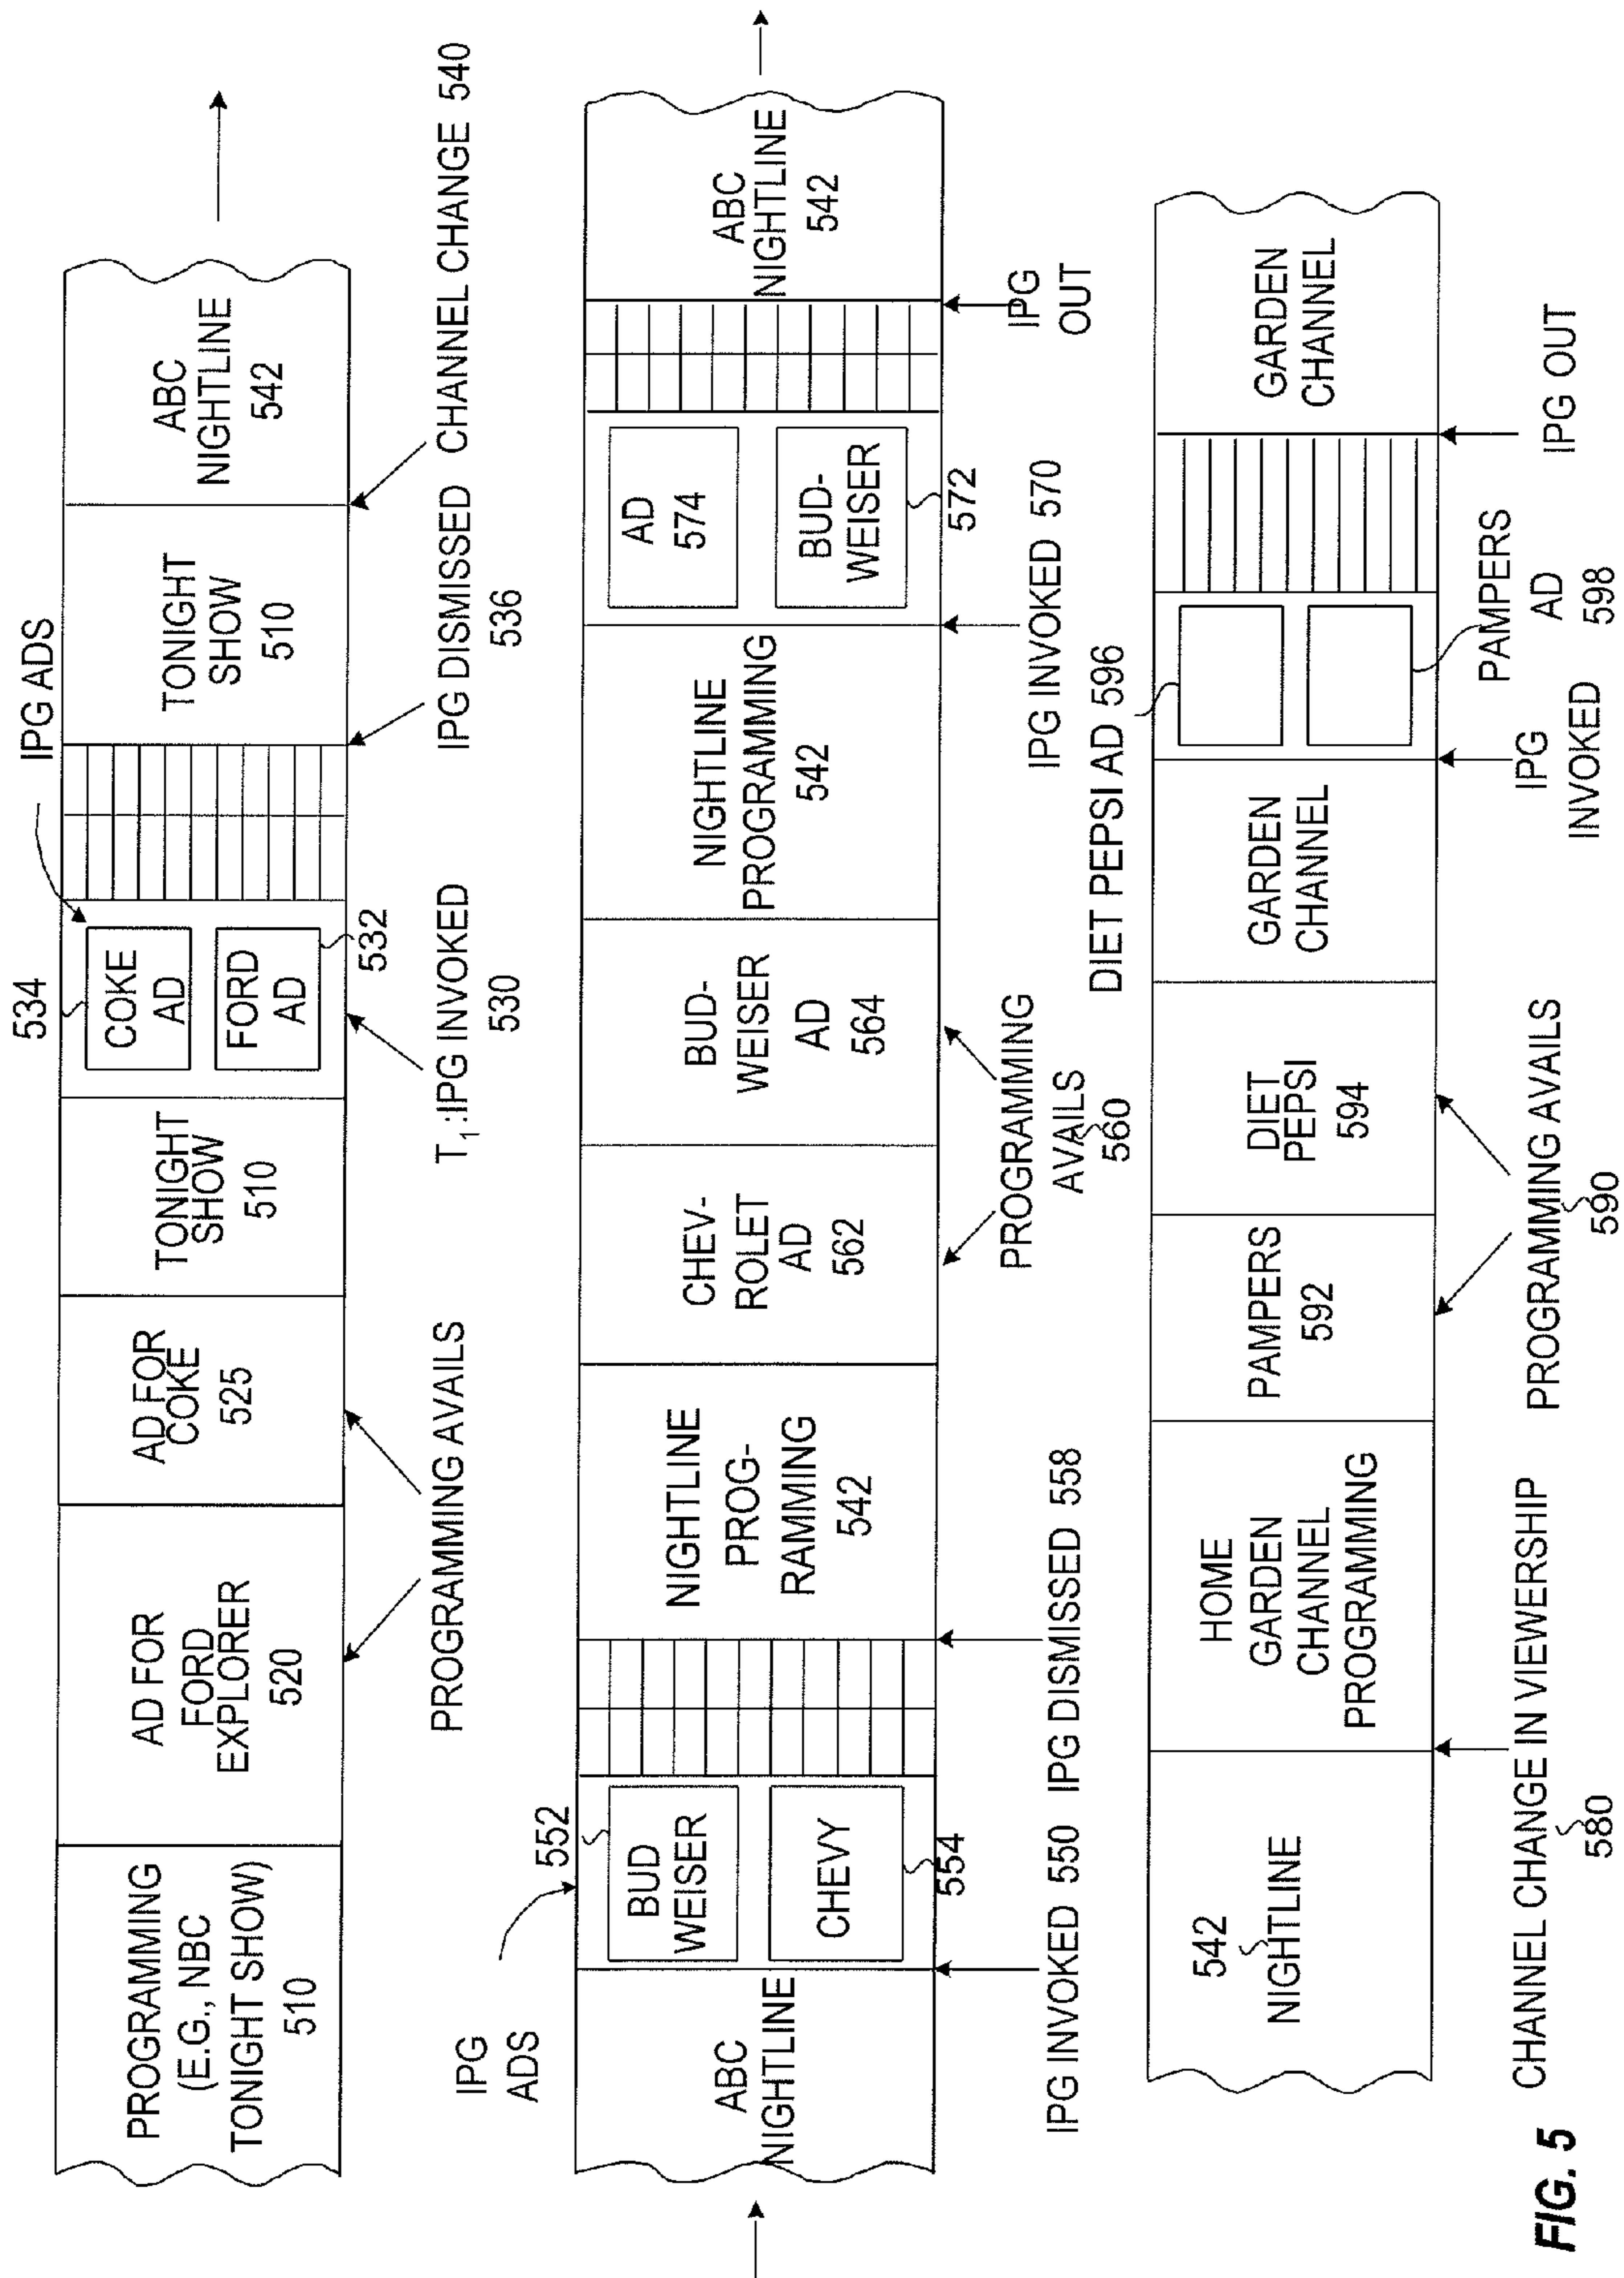 IPG ADS
534
PROGRAMMING
(E.G., NBC
TONIGHT SHOW)
510
AD FOR
FORD
EXPLORER
520
AD FOR
COKE
525
TONIGHT
SHOW
510
COKE
AD
FORD
AD
532
TONIGHT
SHOW
510
ABC
NIGHTLINE
542
PROGRAMMING AVAILS
T1:IPG INVOKED
530
IPG DISMISSED
536
CHANNEL CHANGE 540
IPG
ADS
552
ABC
NIGHTLINE
BUD
WEISER
CHEVY
554
NIGHTLINE
PROG-
RAMMING
542
CHEV-
ROLET
AD
562
BUD-
WEISER
AD
564
NIGHTLINE
PROGRAMMING
542
AD
574
BUD-
WEISER
572
ABC
NIGHTLINE
542
IPG INVOKED 550
IPG DISMISSED 558
PROGRAMMING
AVAILS
560
IPG INVOKED 570
IPG
OUT
DIET PEPSI AD 596
542
NIGHTLINE
HOME
GARDEN
CHANNEL
PROGRAMMING
PAMPERS
592
DIET
PEPSI
594
GARDEN
CHANNEL
GARDEN
CHANNEL
CHANNEL CHANGE IN VIEWERSHIP
580
PROGRAMMING AVAILS
590
IPG
INVOKED
PAMPERS
AD
598
IPG OUT
FIG. 5